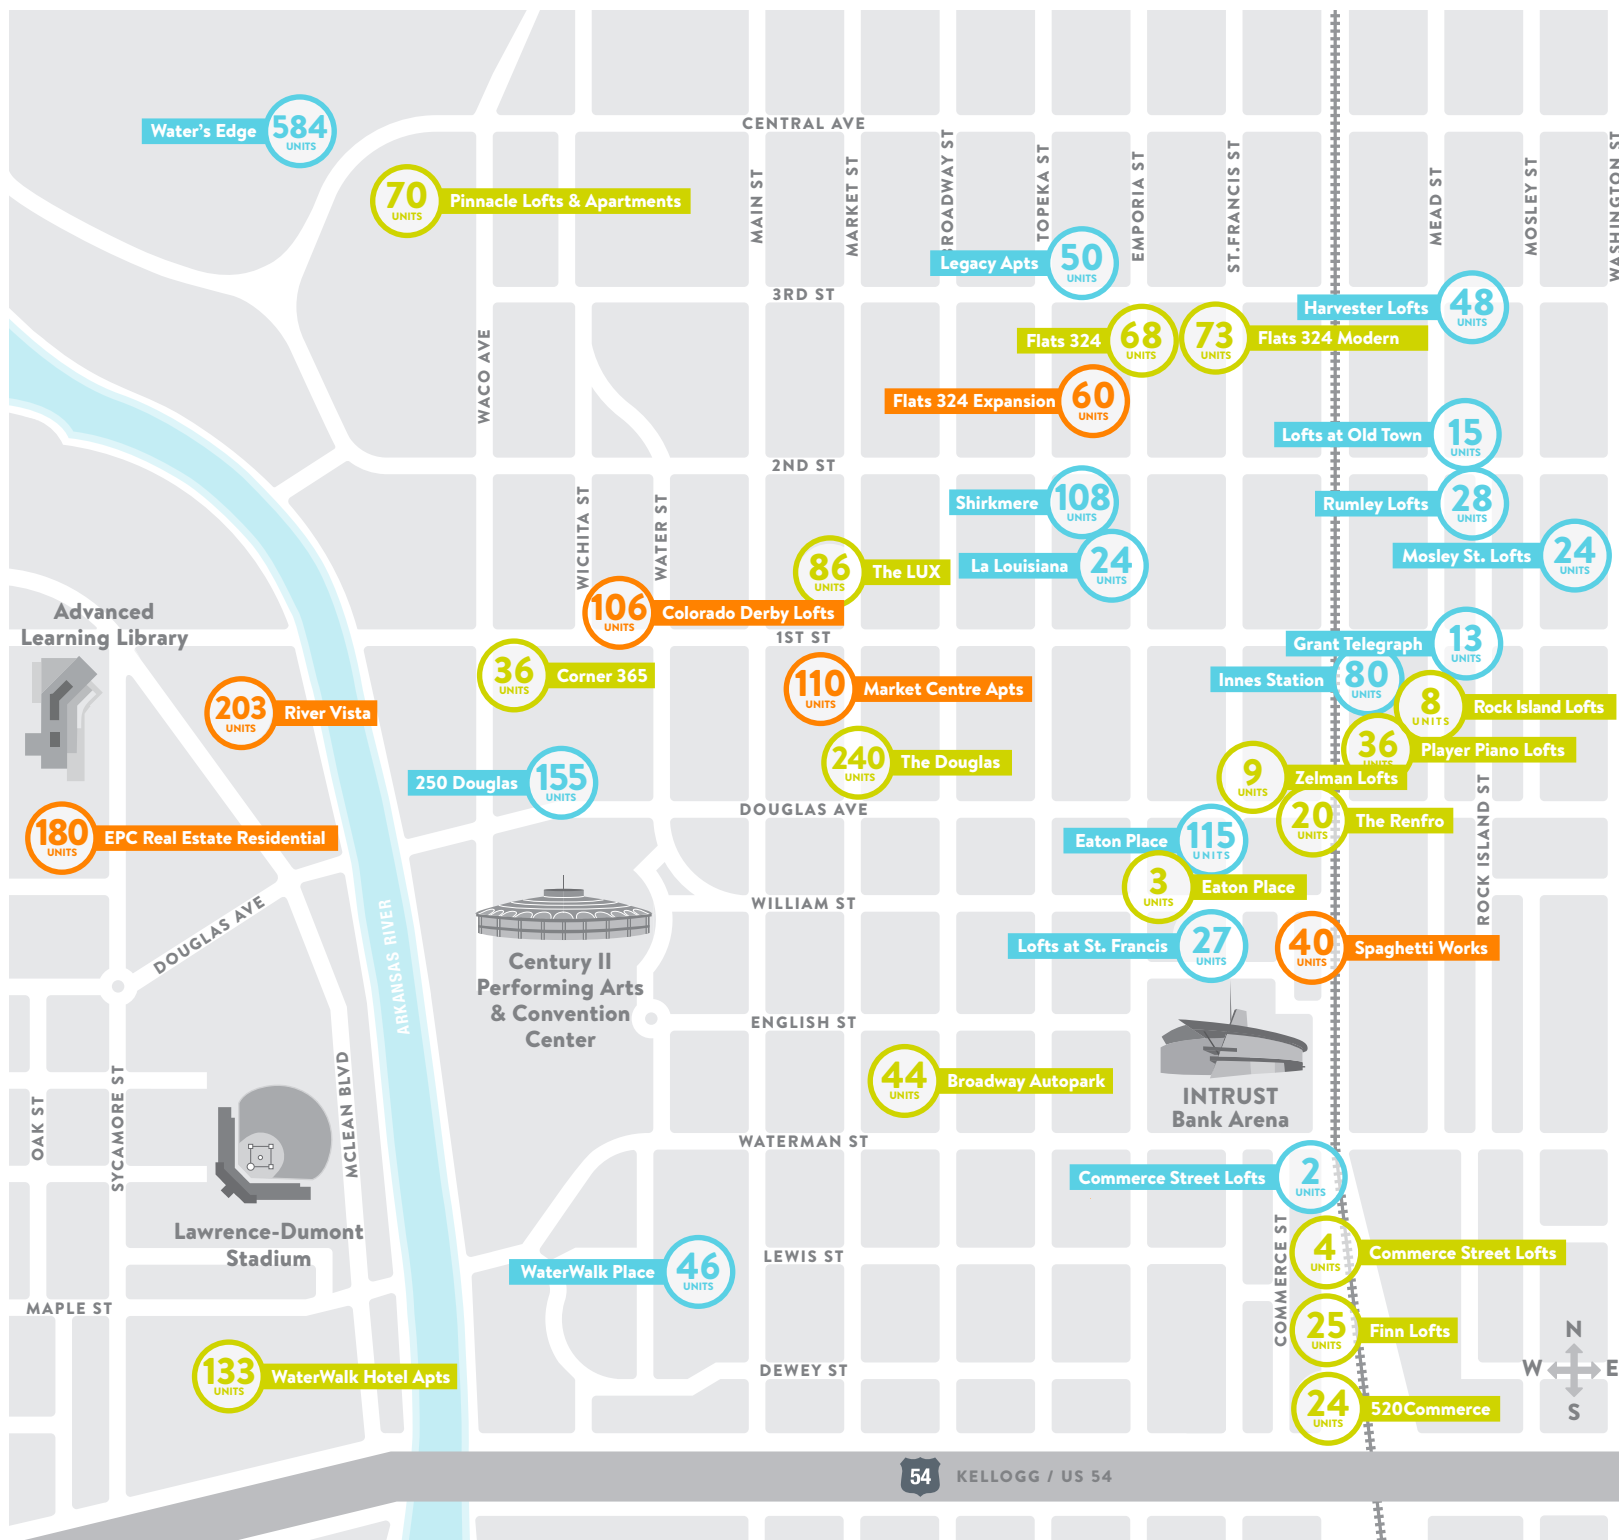 CENTRAL AVE
Water's Edge
584
UNITS
70
UNITS
Pinnacle Lofts & Apartments
MAIN ST
MARKET ST
TOPEKA ST
EMPORIA ST
ST.FRANCIS ST
MEAD ST
MOSLEY ST
WASHINGTON ST
ROADWAY ST
Legacy Apts
50
UNITS
3RD ST
Harvester Lofts
48
UNITS
Flats 324
68
UNITS
73
UNITS
Flats 324 Modern
WACO AVE
Flats 324 Expansion
60
UNITS
Lofts at Old Town
15
UNITS
2ND ST
Shirkmere
108
UNITS
Rumley Lofts
28
UNITS
WICHITA ST
WATER ST
Mosley St. Lofts
24
UNITS
86
UNITS
The LUX
La Louisiana
24
UNITS
Advanced
Learning Library
106
UNITS
Colorado Derby Lofts
1ST ST
Grant Telegraph
13
UNITS
36
UNITS
Corner 365
110
UNITS
Market Centre Apts
Innes Station
80
UNITS
8
UNITS
Rock Island Lofts
203
UNITS
River Vista
36
UNITS
Player Piano Lofts
240
UNITS
The Douglas
9
UNITS
Zelman Lofts
250 Douglas
155
UNITS
DOUGLAS AVE
20
UNITS
The Renfro
ROCK ISLAND ST
180
UNITS
EPC Real Estate Residential
Eaton Place
115
UNITS
3
UNITS
Eaton Place
WILLIAM ST
DOUGLAS AVE
ARKANSAS RIVER
Lofts at St. Francis
27
UNITS
40
UNITS
Spaghetti Works
Century II
Performing Arts
& Convention
Center
ENGLISH ST
44
UNITS
Broadway Autopark
INTRUST
Bank Arena
OAK ST
SYCAMORE ST
MCLEAN BLVD
WATERMAN ST
Commerce Street Lofts
2
UNITS
Lawrence-Dumont
Stadium
LEWIS ST
COMMERCE ST
4
UNITS
Commerce Street Lofts
WaterWalk Place
46
UNITS
MAPLE ST
25
UNITS
Finn Lofts
N
W
E
S
133
UNITS
WaterWalk Hotel Apts
DEWEY ST
24
UNITS
520Commerce
54
KELLOGG / US 54